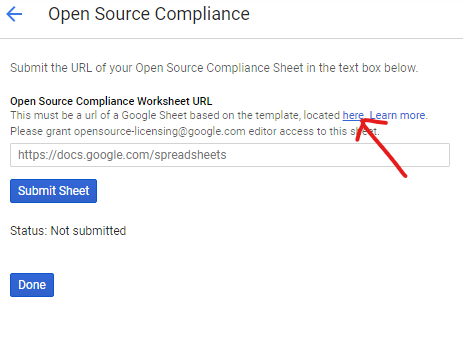 Open Source Compliance
Submit the URL of your Open Source Compliance Sheet in the text box below.
Open Source Compliance Worksheet URL
This must be a url of a Google Sheet based on the template, located here. Learn more.
Please grant opensource-licensing@google.com editor access to this sheet.
https://docs.google.com/spreadsheets
Submit Sheet
Status: Not submitted
Done